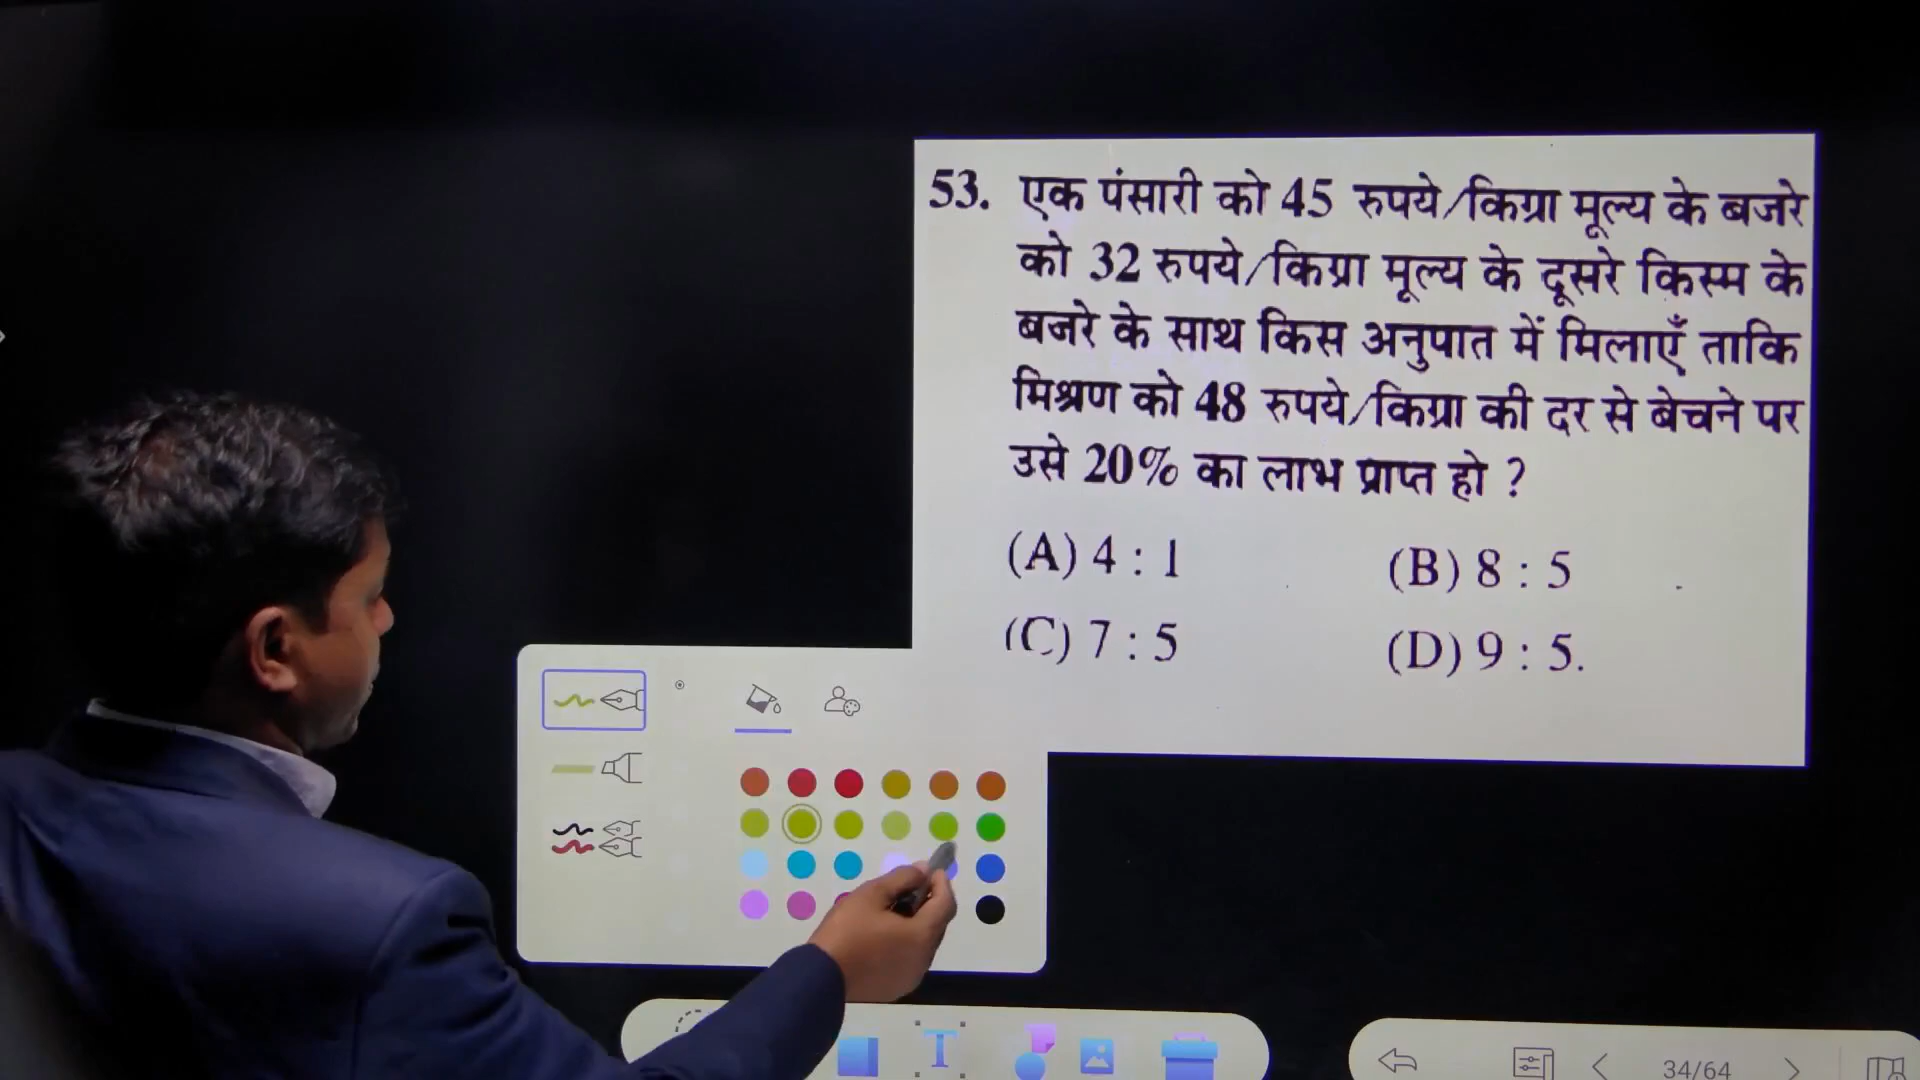 53. एक पंसारी को 45 रुपये/किग्रा मूल्य के बजरे
को 32 रुपये/किग्रा मूल्य के दूसरे किस्म के
बजरे के साथ किस अनुपात में मिलाएँ ताकि
मिश्रण को 48 रुपये/किग्रा की दर से बेचने पर
उसे 20% का लाभ प्राप्त हो ?
(A) 4 : 1 (B) 8 : 5
(C) 7 : 5 (D) 9 : 5.
T
34/64